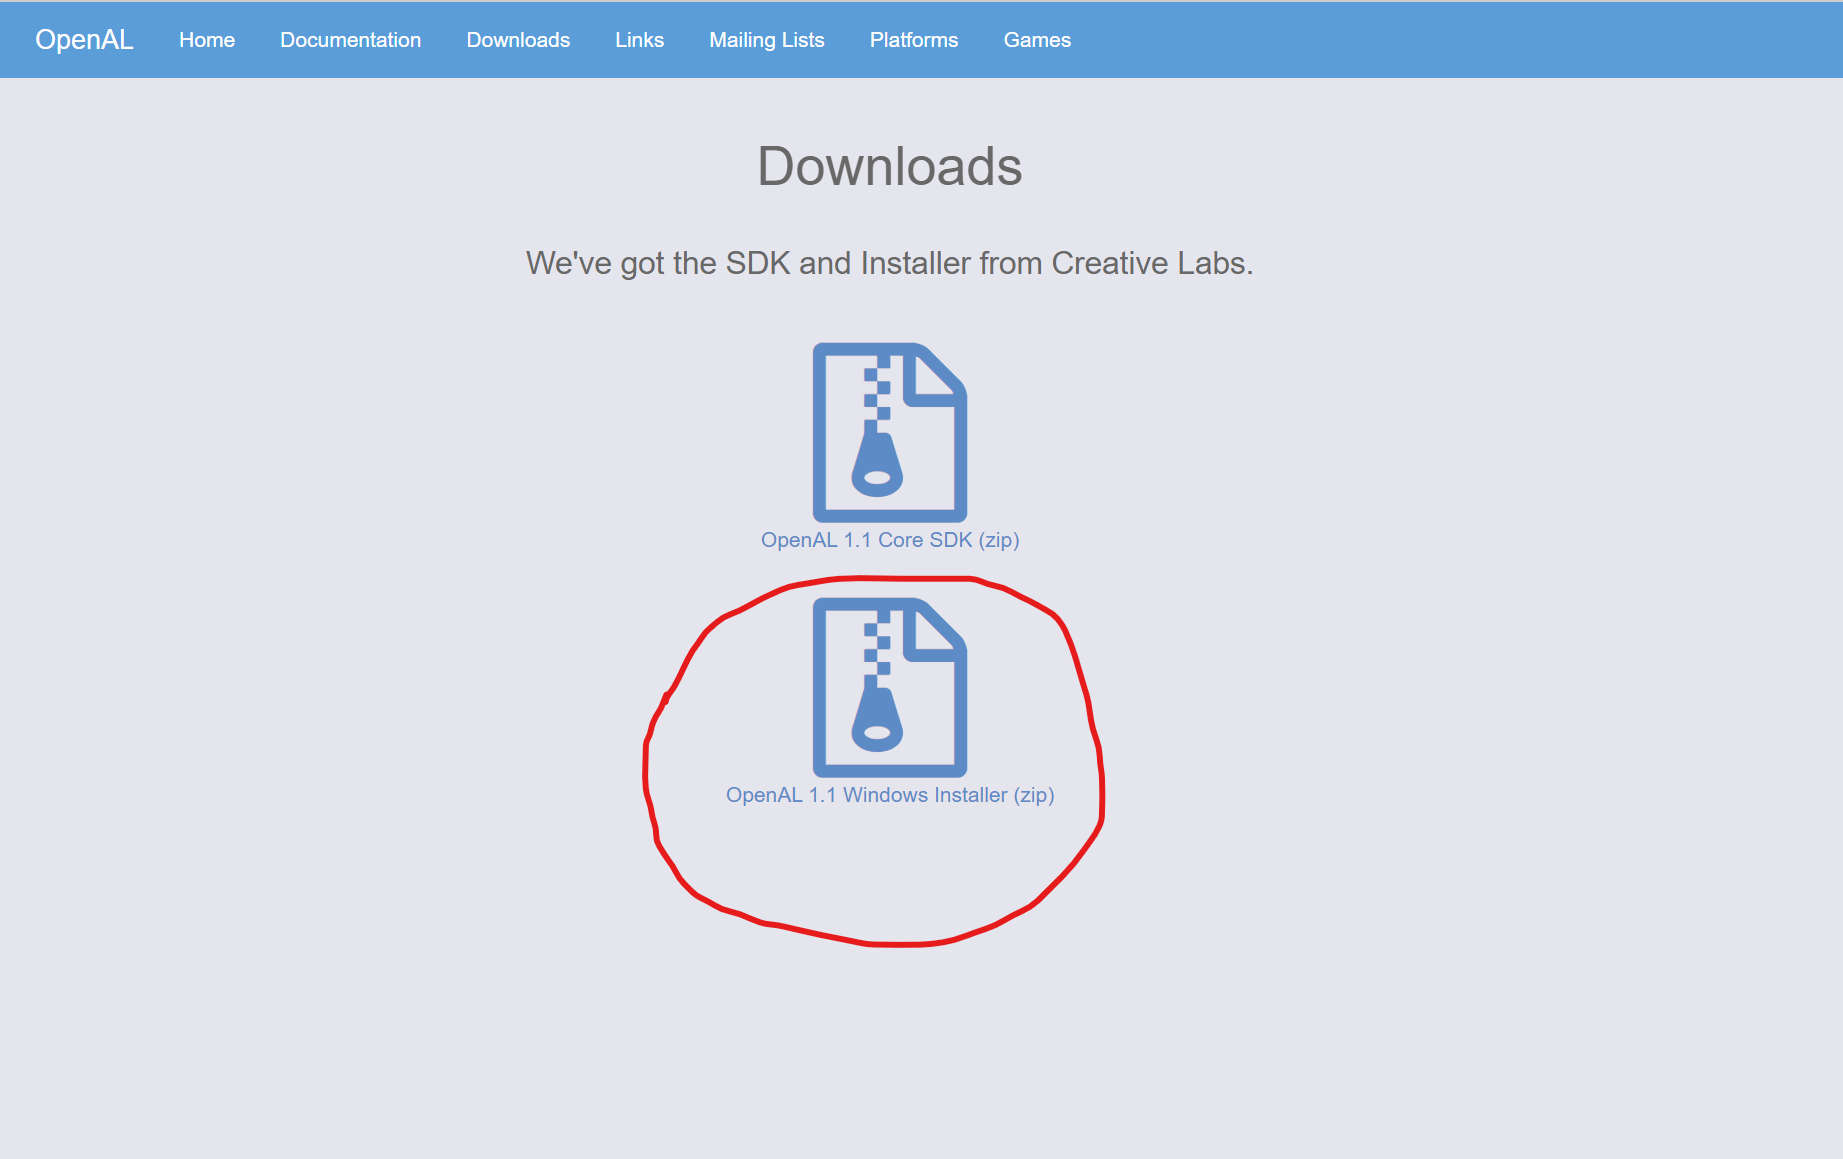 OpenAL Home Documentation Downloads Links Mailing Lists Platforms Games
Downloads
We've got the SDK and Installer from Creative Labs.
OpenAL 1.1 Core SDK (zip)
OpenAL 1.1 Windows Installer (zip)